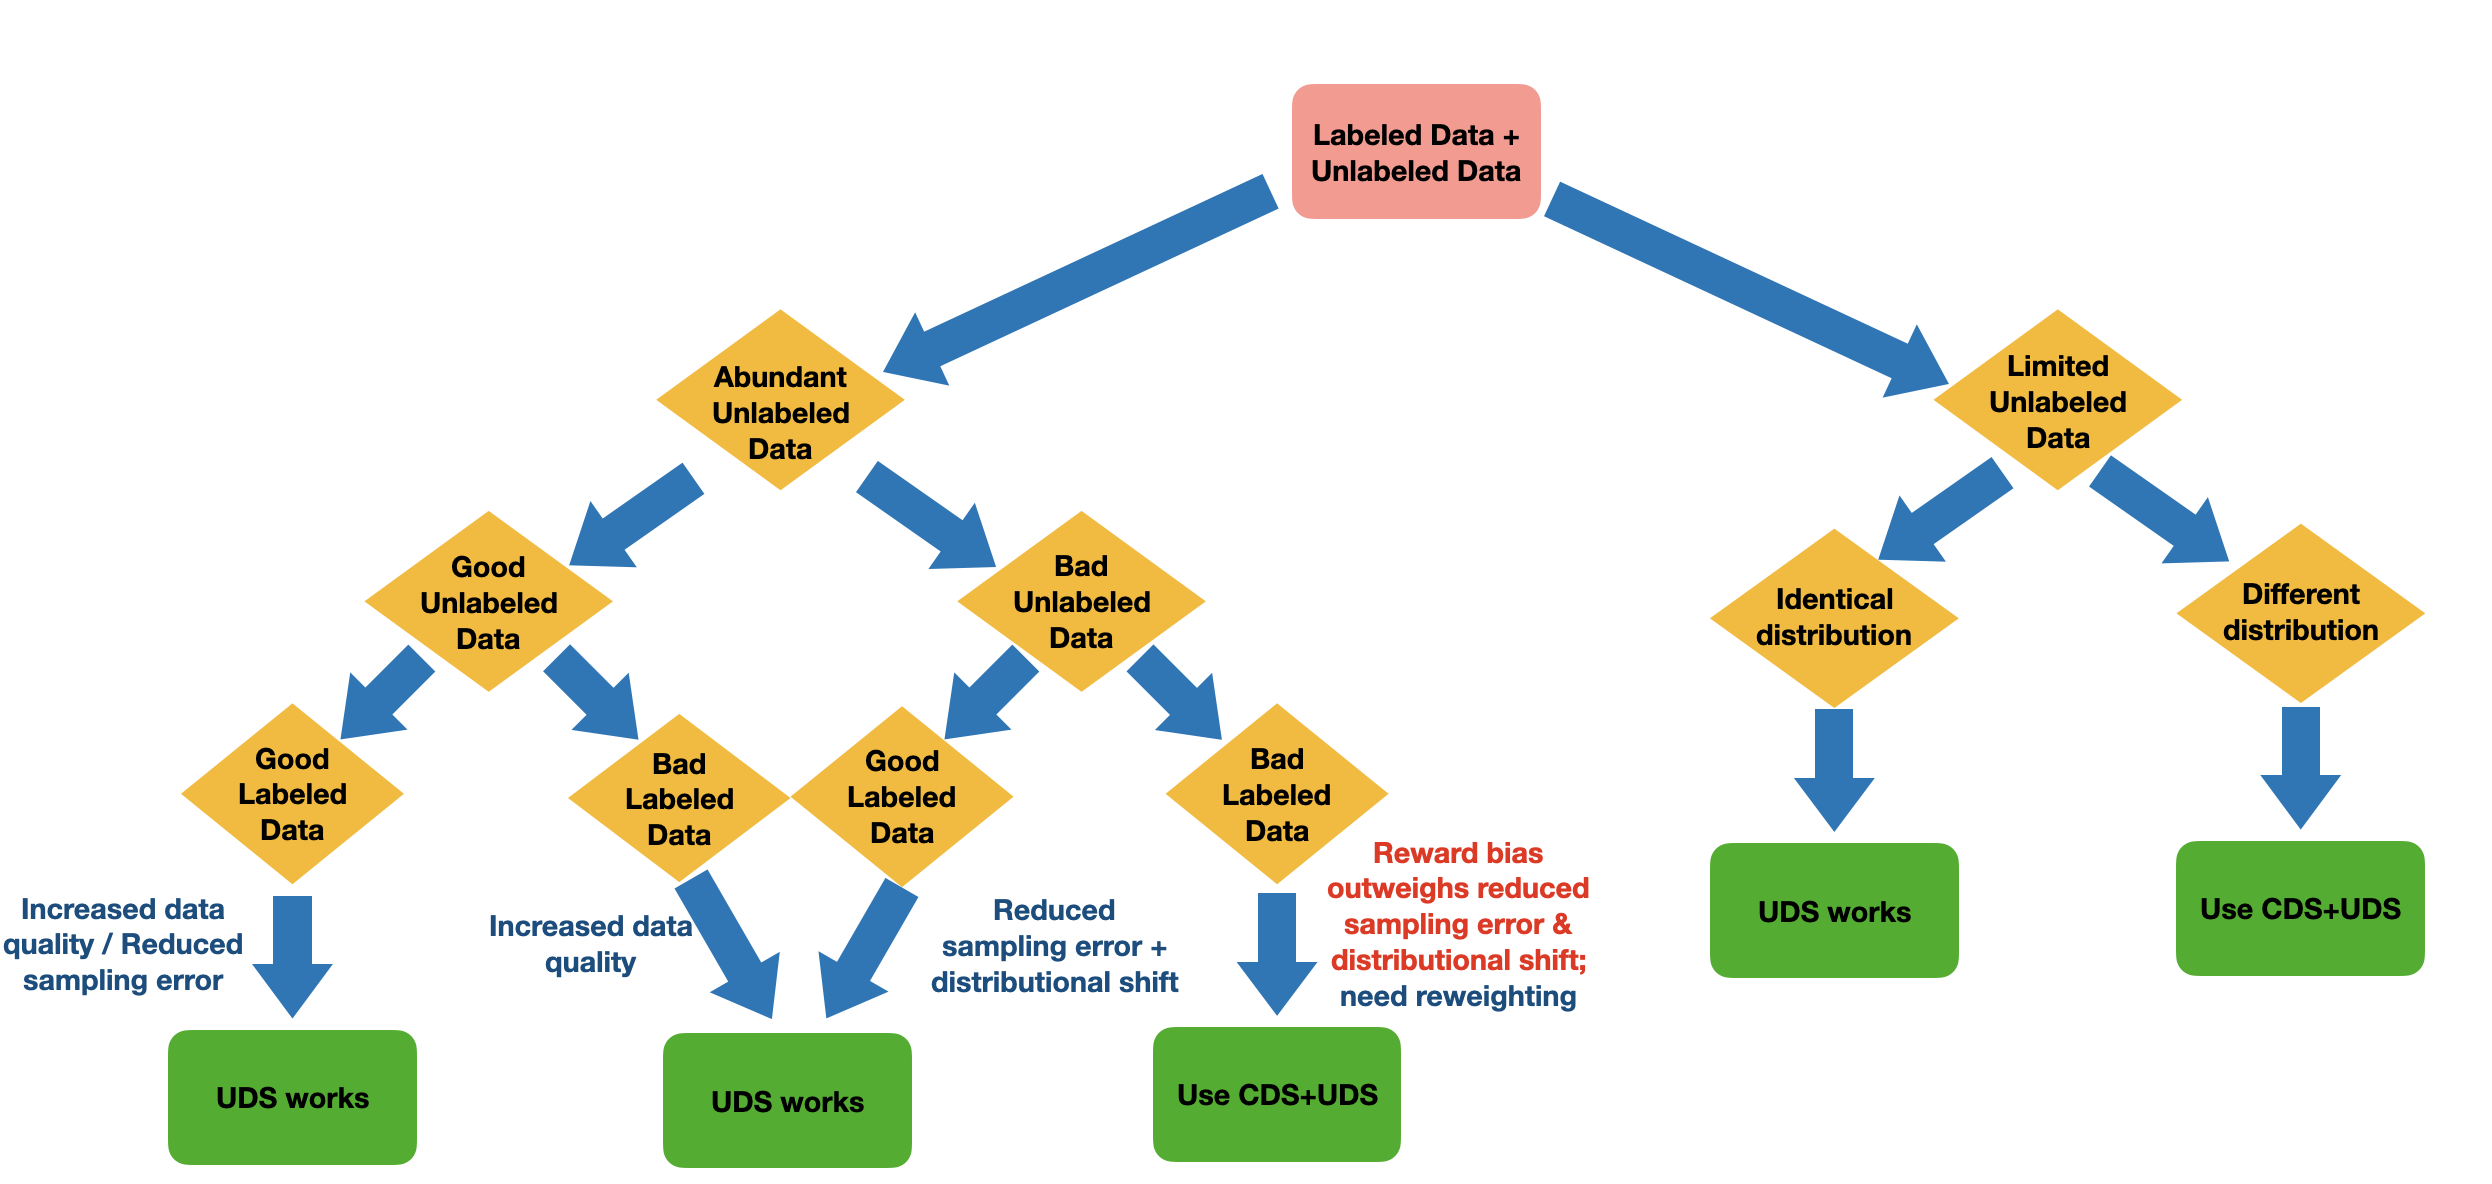 Labeled Data +
Unlabeled Data
Abundant
Unlabeled
Data
Limited
Unlabeled
Data
Good
Unlabeled
Data
Bad
Unlabeled
Data
Identical
distribution
Different
distribution
Good
Labeled
Data
Bad
Labeled
Data
Good
Labeled
Data
Bad
Labeled
Data
Increased data
quality / Reduced
sampling error
Increased data
quality
Reduced
sampling error +
distributional shift
Reward bias
outweighs reduced
sampling error &
distributional shift;
need reweighting
UDS works
Use CDS+UDS
UDS works
UDS works
Use CDS+UDS